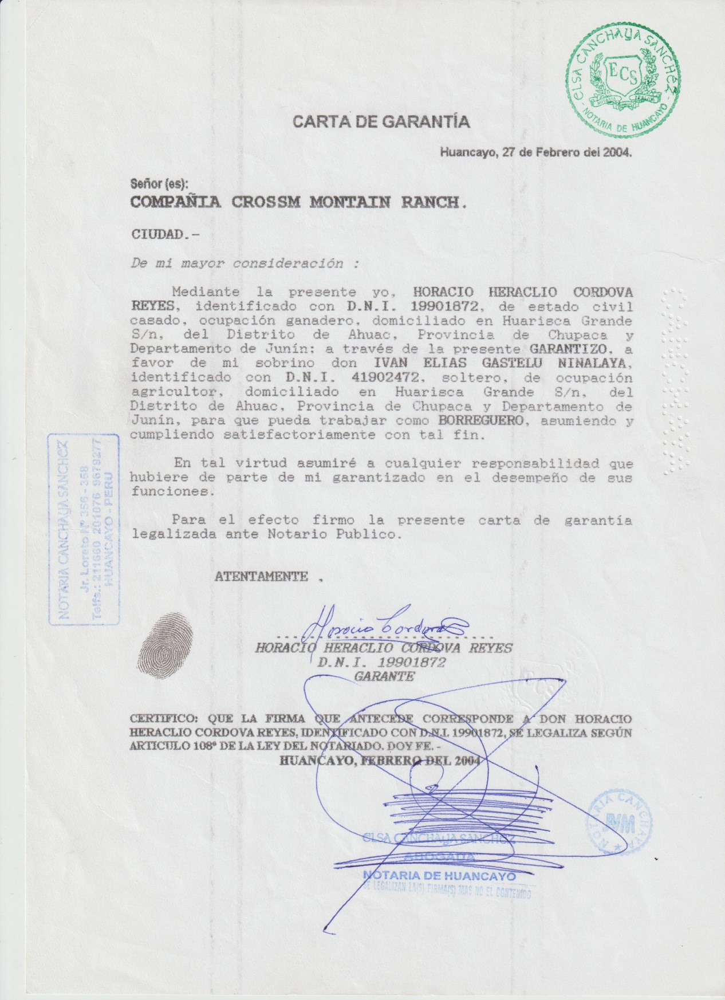 ELSA CANCHAYA SANCHEZ
ECS
NOTARIA PUBLICA
- NOTARIA DE HUANCAYO -
CARTA DE GARANTÍA
Huancayo, 27 de Febrero del 2004.
Señor (es):
COMPAÑIA CROSSM MONTAIN RANCH.
CIUDAD.-
De mi mayor consideración :
Mediante la presente yo, HORACIO HERACLIO CORDOVA
REYES, identificado con D.N.I. 19901872, de estado civil
casado, ocupación ganadero, domiciliado en Huarisca Grande
S/n, del Distrito de Ahuac, Provincia de Chupaca y
Departamento de Junín; a través de la presente GARANTIZO, a
favor de mi sobrino don IVAN ELIAS GASTELU NINALAYA,
identificado con D.N.I. 41902472, soltero, de ocupación
agricultor, domiciliado en Huarisca Grande S/n, del
Distrito de Ahuac, Provincia de Chupaca y Departamento de
Junín, para que pueda trabajar como BORREGUERO, asumiendo y
cumpliendo satisfactoriamente con tal fin.
En tal virtud asumiré a cualquier responsabilidad que
hubiere de parte de mi garantizado en el desempeño de sus
funciones.
Para el efecto firmo la presente carta de garantía
legalizada ante Notario Publico.
NOTARIA CANCHAYA SANCHEZ
Jr. Loreto Nº 356 - 358
Telfs.: 211660 201076 9679277
HUANCAYO - PERU
ATENTAMENTE .
Horacio Cordova
HORACIO HERACLIO CORDOVA REYES
D.N.I. 19901872
GARANTE
ECS
CERTIFICO: QUE LA FIRMA QUE ANTECEDE CORRESPONDE A DON HORACIO
HERACLIO CORDOVA REYES, IDENTIFICADO CON D.N.I. 19901872, SE LEGALIZA SEGÚN
ARTICULO 108º DE LA LEY DEL NOTARIADO. DOY FE. -
HUANCAYO, FEBRERO DEL 2004
NOTARIA CANCHAYA
JVM
ELSA CANCHAYA SANCHEZ
ABOGADA
NOTARIA DE HUANCAYO
SE LEGALIZAN LA(S) FIRMA(S) MAS NO EL CONTENIDO